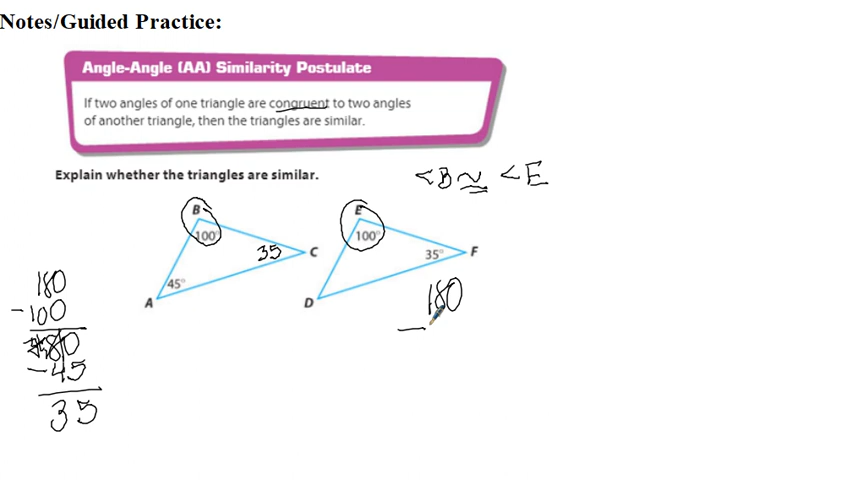 Notes/Guided Practice:
Angle-Angle (AA) Similarity Postulate
If two angles of one triangle are congruent to two angles
of another triangle, then the triangles are similar.
Explain whether the triangles are similar.
<B ≅ <E
B
100°
35
C
45°
A
E
100°
35°
F
D
180
-100
80
-45
35
180
-